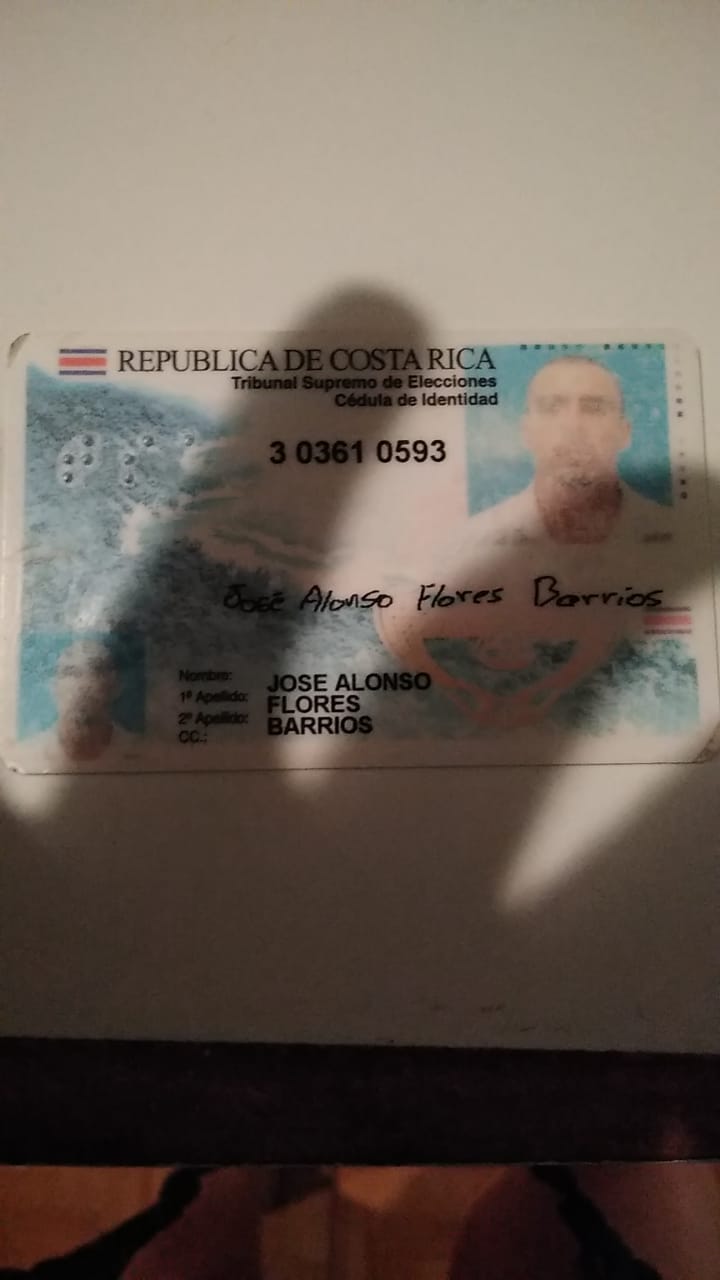 REPUBLICA DE COSTA RICA
Tribunal Supremo de Elecciones
Cédula de Identidad
3 0361 0593
José Alonso Flores Barrios
Nombre: JOSE ALONSO
1º Apellido: FLORES
2º Apellido: BARRIOS
CC.: